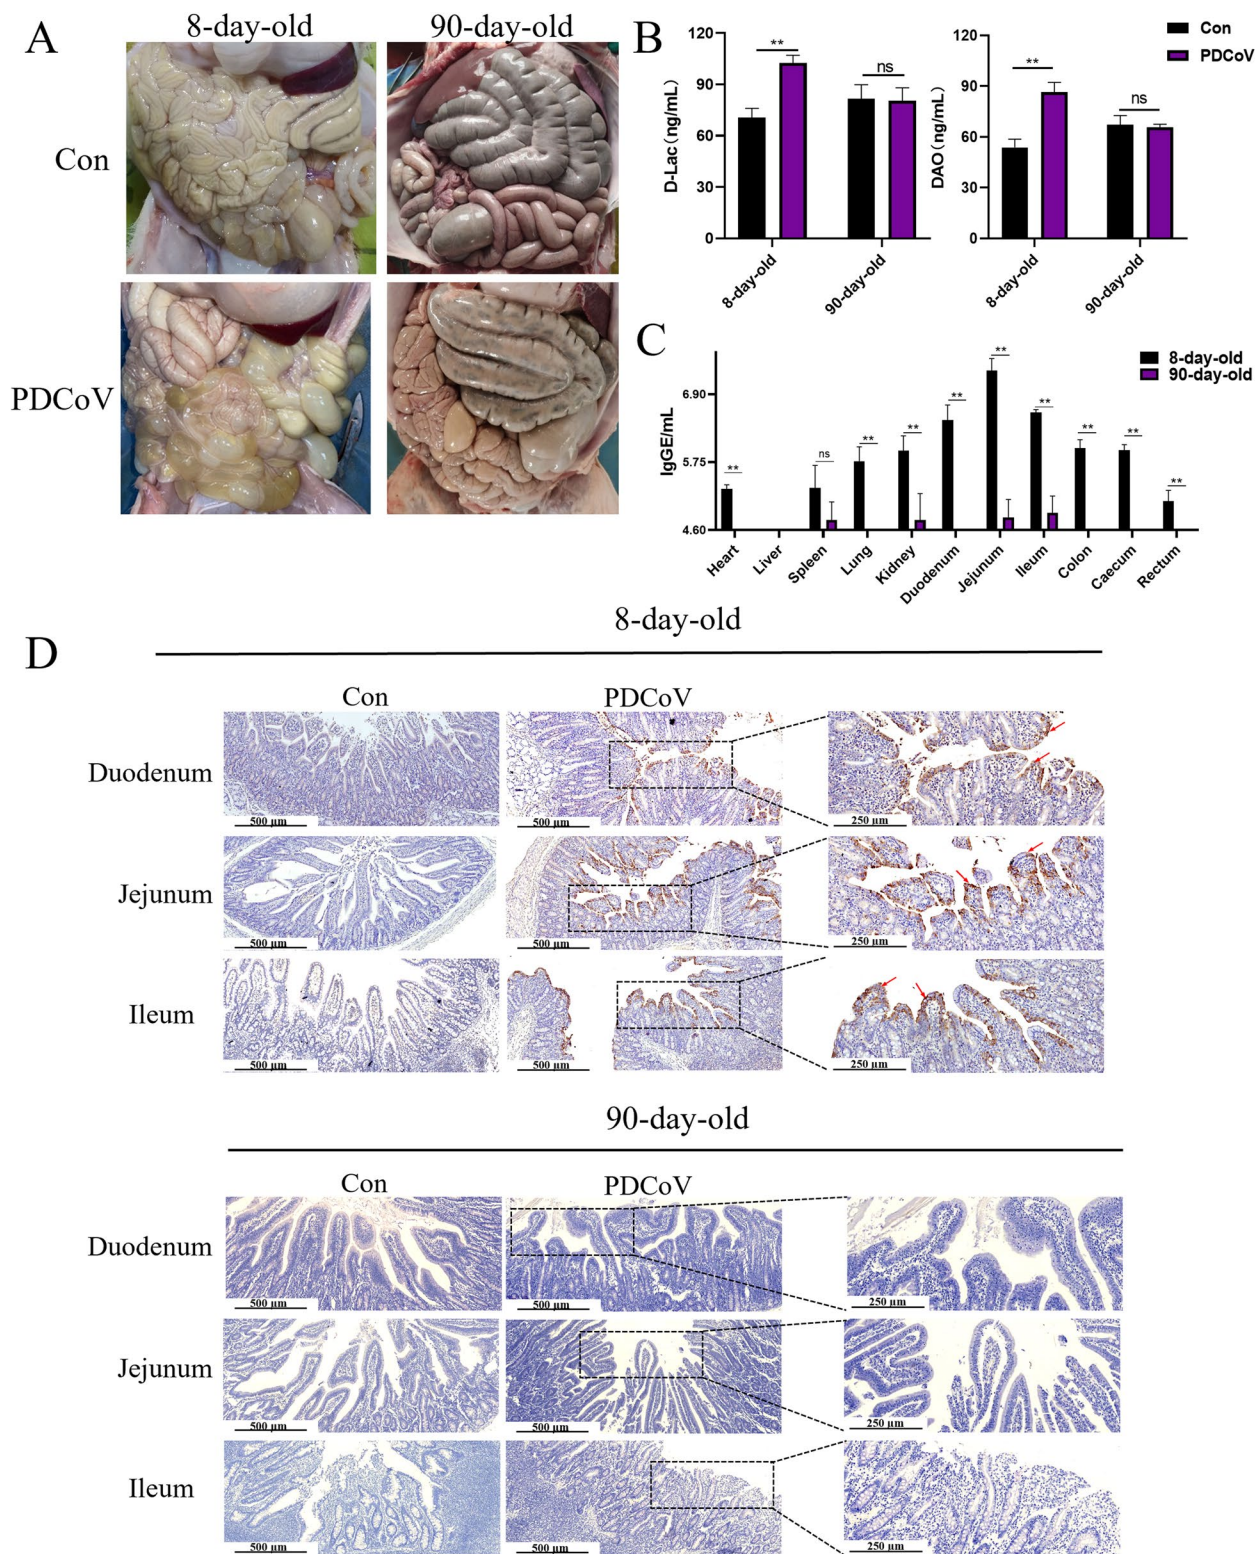 A
8-day-old
90-day-old
Con
PDCoV
B
Con
PDCoV
D-Lac (ng/mL)
120
90
60
30
0
**
ns
8-day-old
90-day-old
DAO (ng/mL)
120
90
60
30
0
**
ns
8-day-old
90-day-old
C
8-day-old
90-day-old
lgGE/mL
6.90
5.75
4.60
**
ns
**
**
**
**
**
**
**
**
Heart
Liver
Spleen
Lung
Kidney
Duodenum
Jejunum
Ileum
Colon
Caecum
Rectum
D
8-day-old
Con
PDCoV
Duodenum
500 μm
500 μm
250 μm
Jejunum
500 μm
500 μm
250 μm
Ileum
500 μm
500 μm
250 μm
90-day-old
Con
PDCoV
Duodenum
500 μm
500 μm
250 μm
Jejunum
500 μm
500 μm
250 μm
Ileum
500 μm
500 μm
250 μm